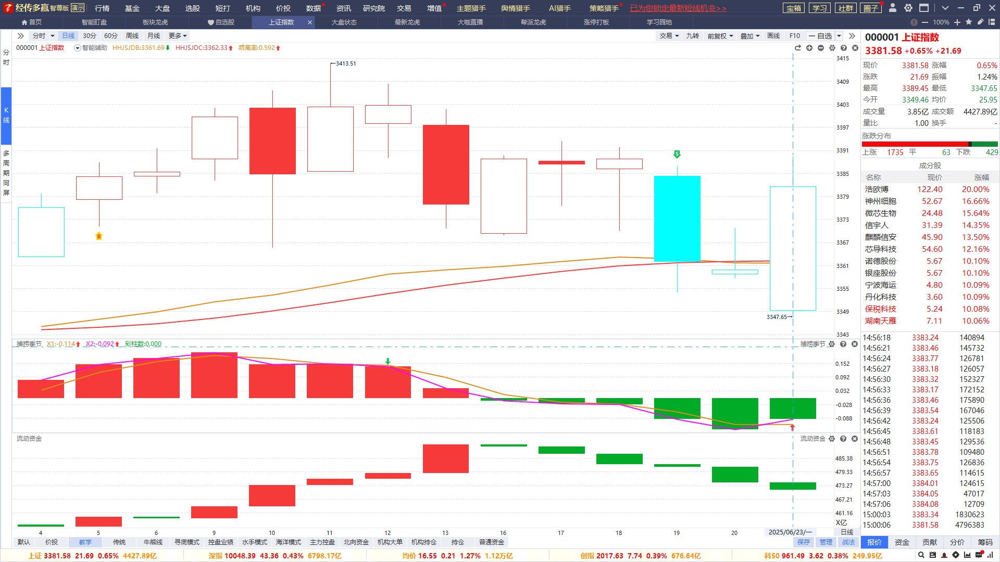 经传多赢 智尊版 演示 行情 基金 大盘 选股 短打 机构 价投 数据 资讯 研究院 交易 增值 主题猎手 舆情猎手 AI猎手 策略猎手 已为您锁定最新短线机会>> 宝箱 学习 社群 圈子
首页 智能盯盘 板块龙虎 自选股 上证指数 大盘状态 最新龙虎 大咖直播 帮派龙虎 涨停打板 学习园地 100%
分时 日线 30分 60分 周线 月线 更多 交易 九转 前复权 叠加 画线 F10 一自选
000001 上证指数 智能辅助 HHJSJDB:3361.69 HHJSJDC:3362.33 乖离率:0.592
分时
K线
多周期同屏
3413.51
3347.65
B
S
3415
3409
3403
3397
3391
3385
3379
3373
3367
3361
3355
3349
3343
捕捞季节 X1:-0.114 X2:-0.092 彩柱数:0.000 捕捞季节
0.152
0.092
0.032
-0.028
-0.088
流动资金 流动资金
485.38
479.33
473.27
467.21
461.16
X亿
4 5 6 9 10 11 12 13 16 17 18 19 20 2025/06/23/一 日线
默认 价投 教学 传统 牛能线 寻底模式 控盘业绩 水手模式 海洋模式 主力控盘 北向资金 机构大单 机构持仓 持仓 普通资金 保存 管理 战法
000001 上证指数
3381.58 +0.65% +21.69
现价 3381.58 涨幅 0.65%
涨跌 21.69 振幅 1.24%
最高 3389.45 最低 3347.65
今开 3349.46 均价 25.95
成交量 3.85亿 成交额 4427.89亿
量比 1.00 换手 -
涨跌分布
上涨 1735 平 63 下跌 429
成分股
名称 现价 涨幅
浩欧博 122.40 20.00%
神州细胞 52.67 16.66%
微芯生物 24.48 15.64%
信宇人 31.39 14.35%
麒麟信安 45.90 13.50%
芯导科技 54.60 12.16%
诺德股份 5.67 10.10%
银座股份 5.67 10.10%
宁波海运 4.80 10.09%
丹化科技 3.60 10.09%
保税科技 5.24 10.08%
湖南天雁 7.11 10.06%
14:56:18 3383.24 140894
14:56:21 3383.46 145732
14:56:24 3383.77 126781
14:56:27 3383.18 126057
14:56:30 3383.32 152327
14:56:33 3383.17 172152
14:56:36 3383.46 175890
14:56:39 3383.54 167046
14:56:42 3383.24 125506
14:56:45 3383.61 118183
14:56:48 3383.45 129536
14:56:51 3383.78 109480
14:56:54 3383.75 126836
14:56:57 3383.65 114615
14:57:00 3384.01 124615
14:57:03 3384.05 47017
14:57:06 3384.08 12709
15:00:03 3383.34 1830623
15:00:06 3381.58 4796383
报价 资金 贡献 分价 筹码
上证 3381.58 21.69 0.65% 4427.89亿 深指 10048.39 43.36 0.43% 6798.17亿 均价 16.55 0.21 1.27% 1.12万亿 创指 2017.63 7.74 0.39% 676.64亿 科50 961.49 3.62 0.38% 249.95亿